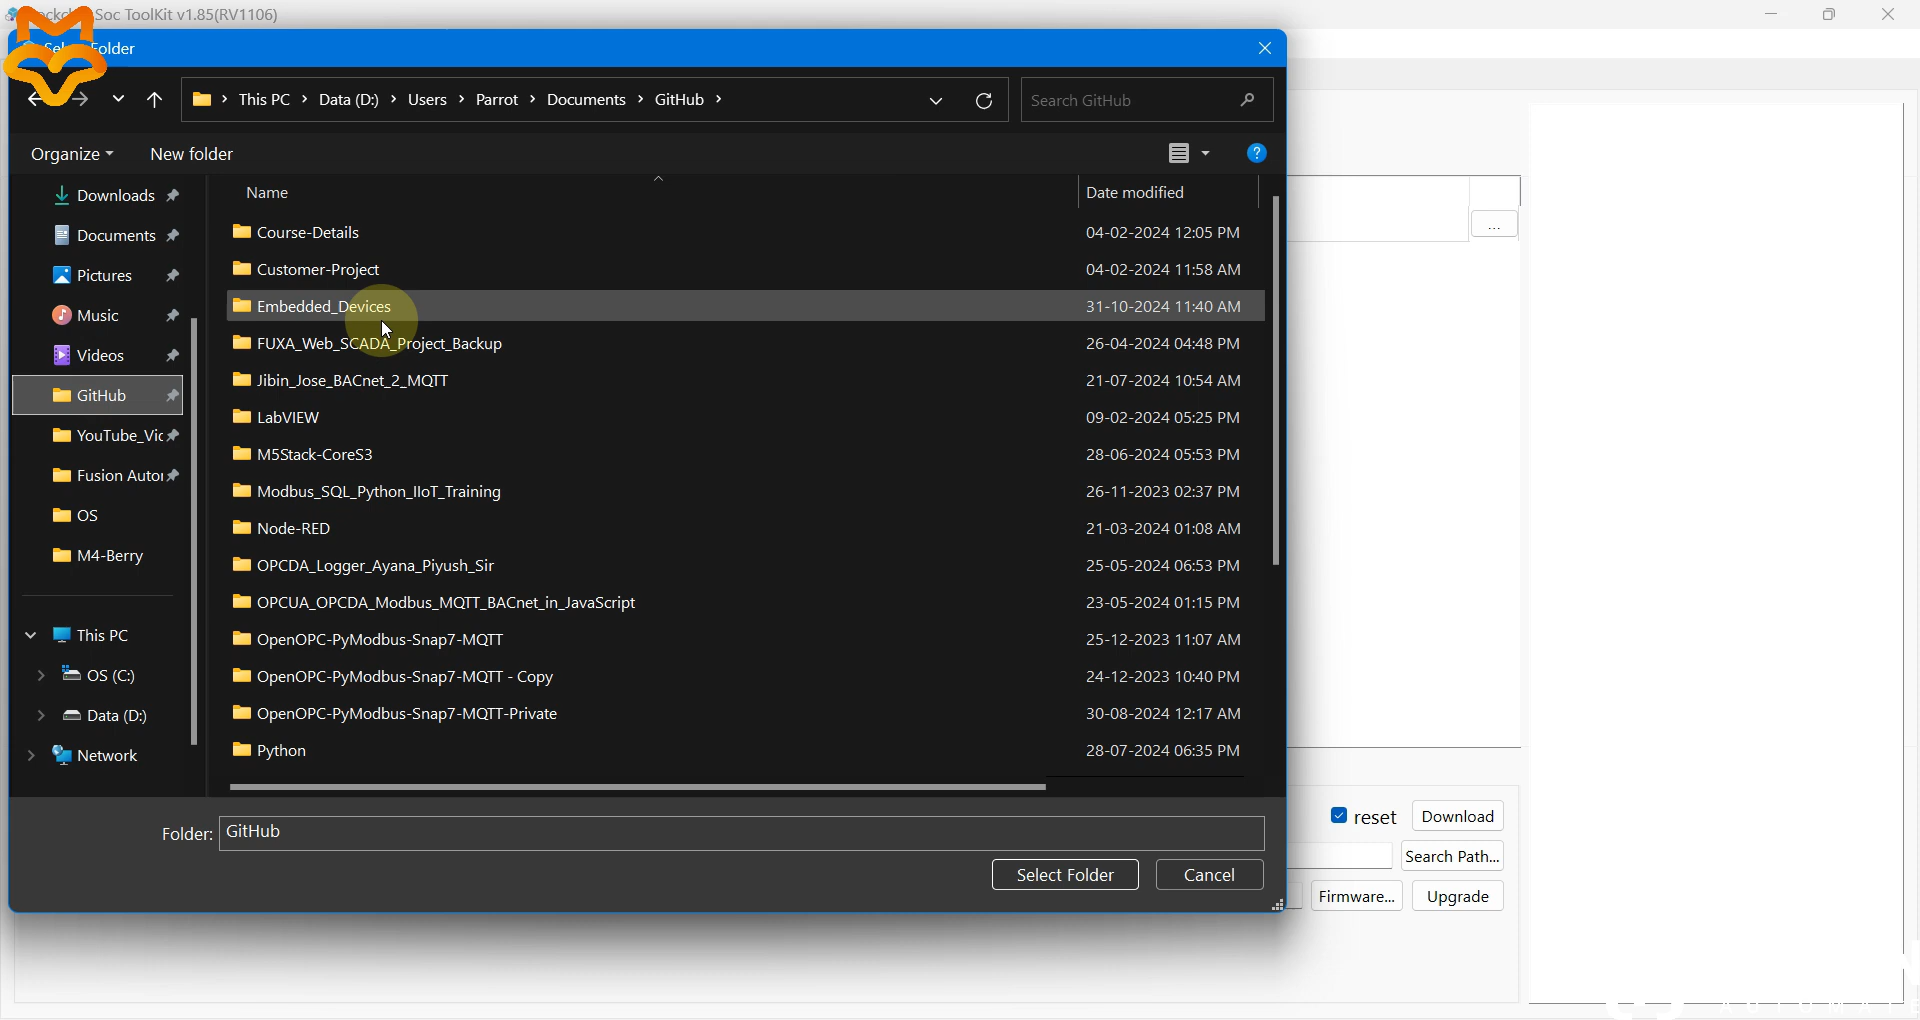 Soc ToolKit v1.85(RV1106)
Folder
This PC > Data (D:) > Users > Parrot > Documents > GitHub >
Search GitHub
Organize
New folder
Name
Date modified
Downloads
Documents
Pictures
Music
Videos
GitHub
YouTube_Vic
Fusion Autor
OS
M4-Berry
This PC
OS (C:)
Data (D:)
Network
Course-Details 04-02-2024 12:05 PM
Customer-Project 04-02-2024 11:58 AM
Embedded_Devices 31-10-2024 11:40 AM
FUXA_Web_SCADA_Project_Backup 26-04-2024 04:48 PM
Jibin_Jose_BACnet_2_MQTT 21-07-2024 10:54 AM
LabVIEW 09-02-2024 05:25 PM
M5Stack-CoreS3 28-06-2024 05:53 PM
Modbus_SQL_Python_IIoT_Training 26-11-2023 02:37 PM
Node-RED 21-03-2024 01:08 AM
OPCDA_Logger_Ayana_Piyush_Sir 25-05-2024 06:53 PM
OPCUA_OPCDA_Modbus_MQTT_BACnet_in_JavaScript 23-05-2024 01:15 PM
OpenOPC-PyModbus-Snap7-MQTT 25-12-2023 11:07 AM
OpenOPC-PyModbus-Snap7-MQTT - Copy 24-12-2023 10:40 PM
OpenOPC-PyModbus-Snap7-MQTT-Private 30-08-2024 12:17 AM
Python 28-07-2024 06:35 PM
Folder: GitHub
Select Folder
Cancel
...
reset
Download
Search Path...
Firmware...
Upgrade